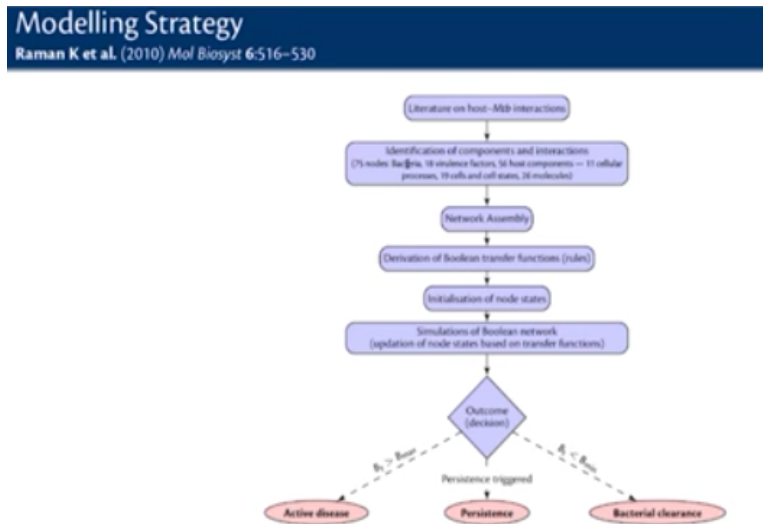 Modelling Strategy
Raman K et al. (2010) Mol Biosyst 6:516–530
Literature on host–Mtb interactions
Identification of components and interactions
(75 nodes: Bacteria, 18 virulence factors, 56 host components — 11 cellular
processes, 19 cells and cell states, 26 molecules)
Network Assembly
Derivation of Boolean transfer functions (rules)
Initialisation of node states
Simulations of Boolean network
(updation of node states based on transfer functions)
Outcome
(decision)
Persistence triggered
Active disease
Persistence
Bacterial clearance